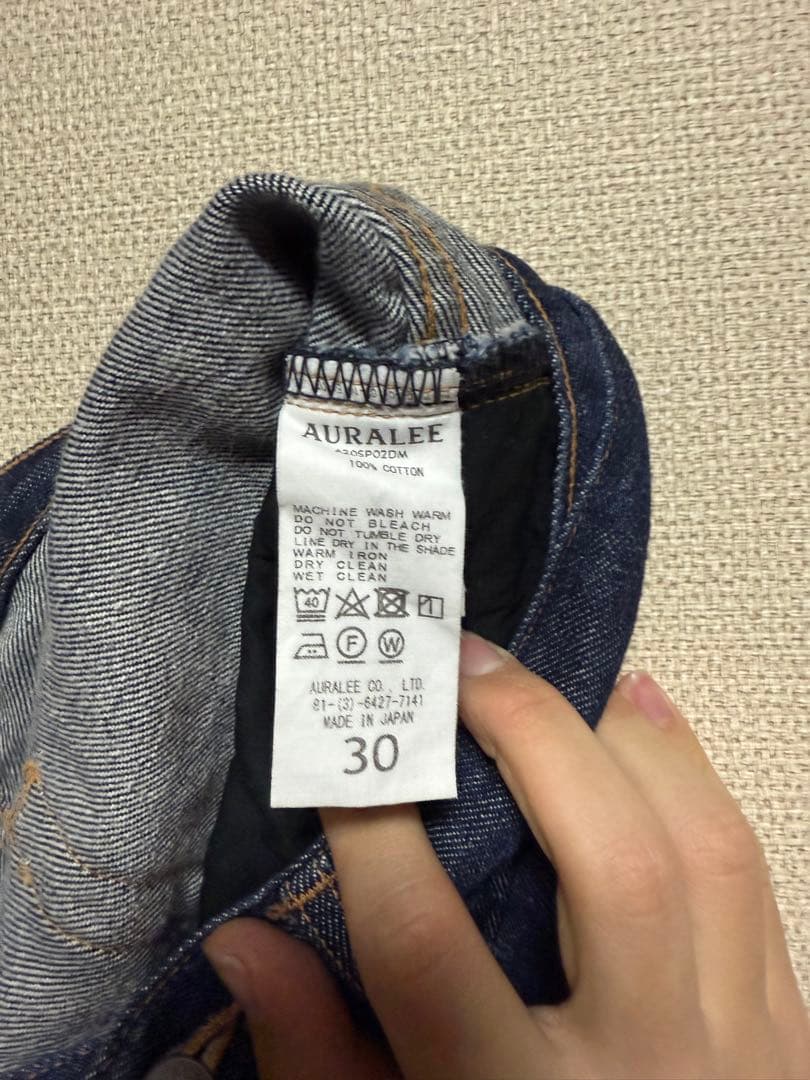 AURALEE
100% COTTON
MACHINE WASH WARM
DO NOT BLEACH
DO NOT TUMBLE DRY
LINE DRY IN THE SHADE
WARM IRON
DRY CLEAN
WET CLEAN
40
F W
AURALEE CO., LTD.
81-(3)-6427-7141
MADE IN JAPAN
30